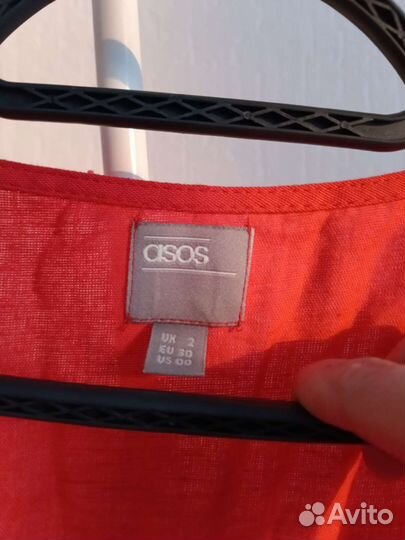 asos
UK 2
EU 30
US 00
Avito